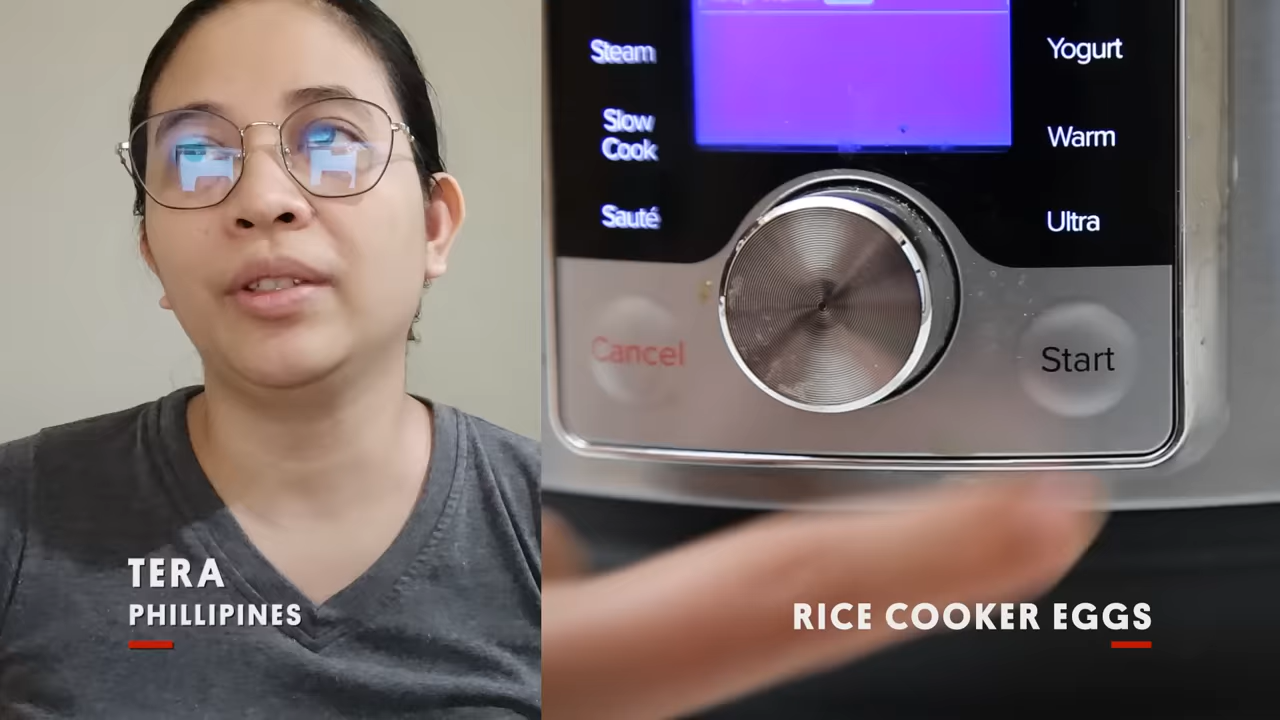 TERA
PHILLIPINES
Steam
Slow
Cook
Sauté
Yogurt
Warm
Ultra
Cancel
Start
RICE COOKER EGGS